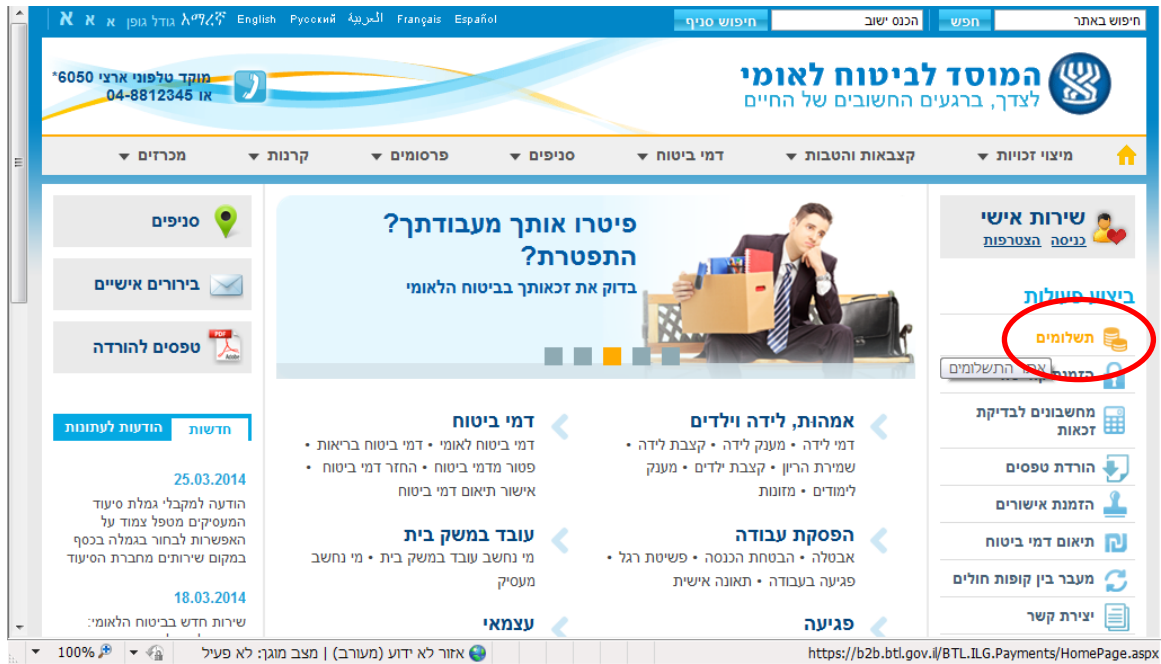 חיפוש באתר
חפש
הכנס ישוב
חיפוש סניף
Español
Français
العربية
Русский
English
አማርኛ
גודל גופן א א א
המוסד לביטוח לאומי
לצדך, ברגעים החשובים של החיים
מוקד טלפוני ארצי 6050*
או 04-8812345
מיצוי זכויות
קצבאות והטבות
דמי ביטוח
סניפים
פרסומים
קרנות
מכרזים
שירות אישי
כניסה הצטרפות
ביצוע פעולות
תשלומים
אתר התשלומים
הזמנת
מחשבונים לבדיקת
זכאות
הורדת טפסים
הזמנת אישורים
תיאום דמי ביטוח
מעבר בין קופות חולים
יצירת קשר
פיטרו אותך מעבודתך?
התפטרת?
בדוק את זכאותך בביטוח הלאומי
אמהות, לידה וילדים
דמי לידה • מענק לידה • קצבת לידה •
שמירת הריון • קצבת ילדים • מענק
לימודים • מזונות
דמי ביטוח
דמי ביטוח לאומי • דמי ביטוח בריאות •
פטור מדמי ביטוח • החזר דמי ביטוח •
אישור תיאום דמי ביטוח
הפסקת עבודה
אבטלה • הבטחת הכנסה • פשיטת רגל •
פגיעה בעבודה • תאונה אישית
עובד במשק בית
מי נחשב עובד במשק בית • מי נחשב
מעסיק
פגיעה
עצמאי
סניפים
בירורים אישיים
PDF
Adobe
טפסים להורדה
חדשות
הודעות לעתונות
25.03.2014
הודעה למקבלי גמלת סיעוד
המעסיקים מטפל צמוד על
האפשרות לבחור בגמלה בכסף
במקום שירותים מחברת הסיעוד
18.03.2014
שירות חדש בביטוח הלאומי:
https://b2b.btl.gov.il/BTL.ILG.Payments/HomePage.aspx
אזור לא ידוע (מעורב) | מצב מוגן: לא פעיל
100%